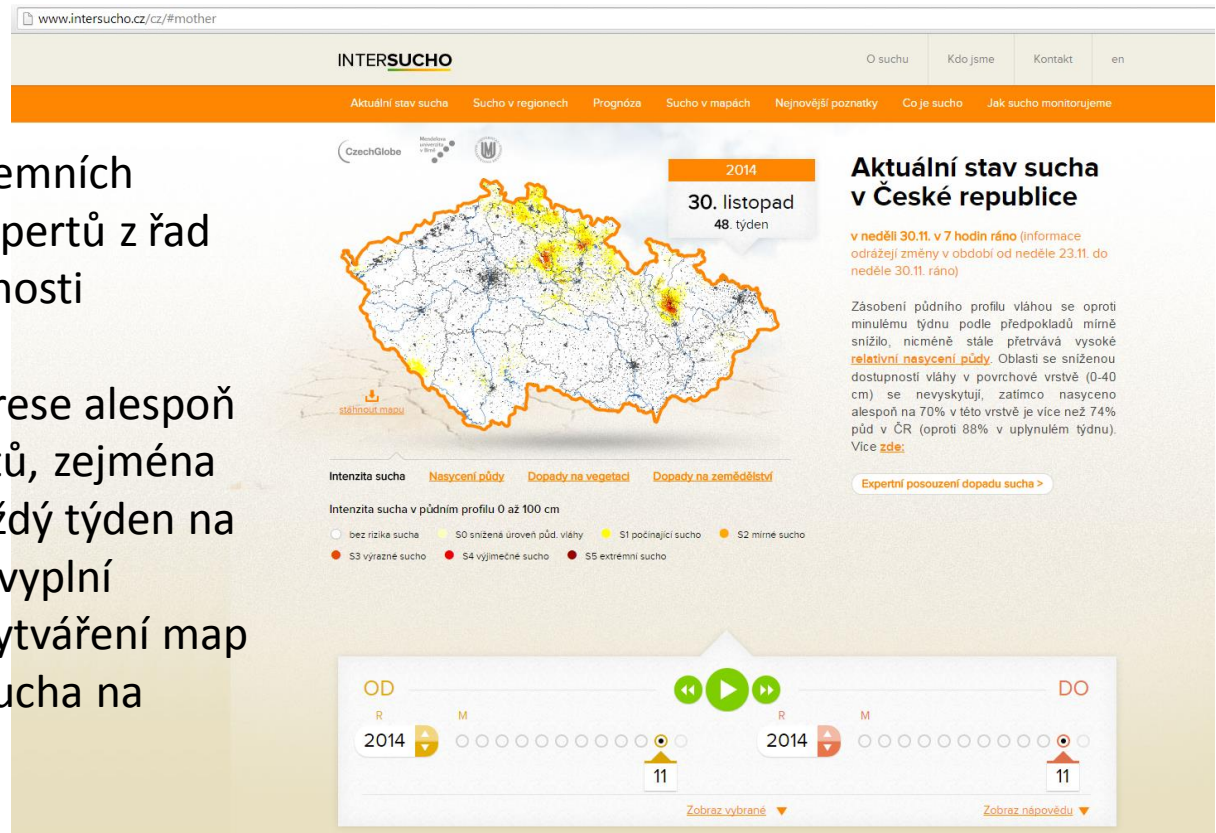 www.intersucho.cz/cz/#mother
INTERSUCHO
O suchu Kdo jsme Kontakt en
Aktuální stav sucha Sucho v regionech Prognóza Sucho v mapách Nejnovější poznatky Co je sucho Jak sucho monitorujeme
emních
pertů z řad
nosti
rese alespoň
tů, zejména
ždý týden na
vyplní
ytváření map
ucha na
CzechGlobe
Mendelova
univerzita
v Brně
2014
30. listopad
48. týden
stáhnout mapu
Aktuální stav sucha
v České republice
v neděli 30.11. v 7 hodin ráno (informace
odrážejí změny v období od neděle 23.11. do
neděle 30.11. ráno)
Zásobení půdního profilu vláhou se oproti
minulému týdnu podle předpokladů mírně
snížilo, nicméně stále přetrvává vysoké
relativní nasycení půdy. Oblasti se sníženou
dostupností vláhy v povrchové vrstvě (0-40
cm) se nevyskytují, zatímco nasyceno
alespoň na 70% v této vrstvě je více než 74%
půd v ČR (oproti 88% v uplynulém týdnu).
Více zde:
Expertní posouzení dopadu sucha >
Intenzita sucha Nasycení půdy Dopady na vegetaci Dopady na zemědělství
Intenzita sucha v půdním profilu 0 až 100 cm
bez rizika sucha S0 snížená úroveň půd. vláhy S1 počínající sucho S2 mírné sucho
S3 výrazné sucho S4 výjimečné sucho S5 extrémní sucho
OD DO
R M R M
2014 2014
11 11
Zobraz vybrané Zobraz nápovědu